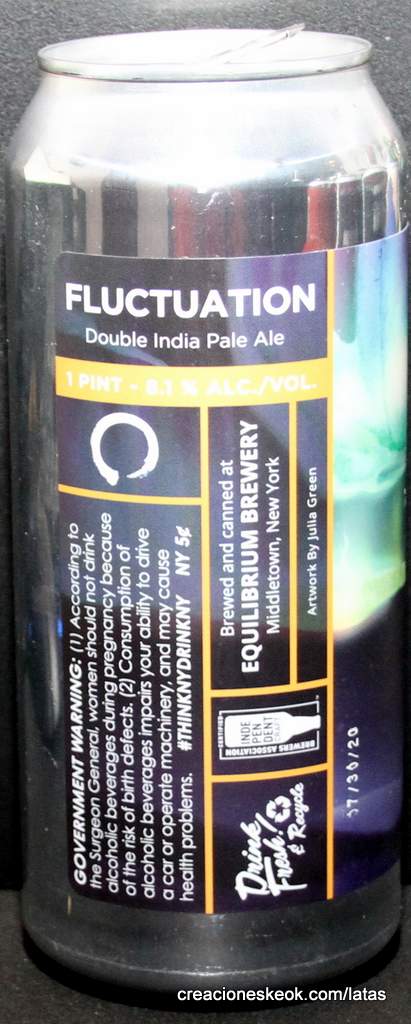 FLUCTUATION
Double India Pale Ale
1 PINT - 8.1 % ALC./VOL.
GOVERNMENT WARNING: (1) According to
the Surgeon General, women should not drink
alcoholic beverages during pregnancy because
of the risk of birth defects. (2) Consumption of
alcoholic beverages impairs your ability to drive
a car or operate machinery, and may cause
health problems. #THINKNYDRINKNY NY 5¢
Brewed and canned at
EQUILIBRIUM BREWERY
Middletown, New York
Artwork By Julia Green
INDE
PEN
DENT
BREWERS ASSOCIATION
Drink
Fresh!
& Recycle
07/30/20
creacioneskeok.com/latas